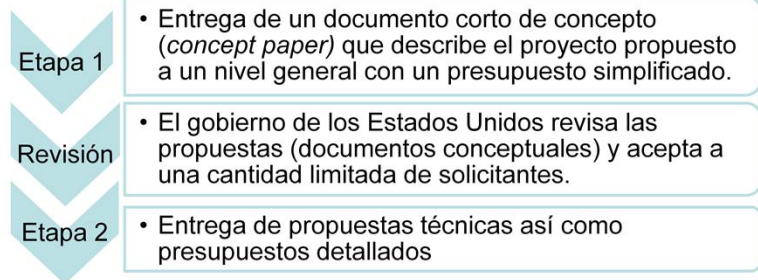 Etapa 1
• Entrega de un documento corto de concepto
(concept paper) que describe el proyecto propuesto
a un nivel general con un presupuesto simplificado.
Revisión
• El gobierno de los Estados Unidos revisa las
propuestas (documentos conceptuales) y acepta a
una cantidad limitada de solicitantes.
Etapa 2
• Entrega de propuestas técnicas así como
presupuestos detallados